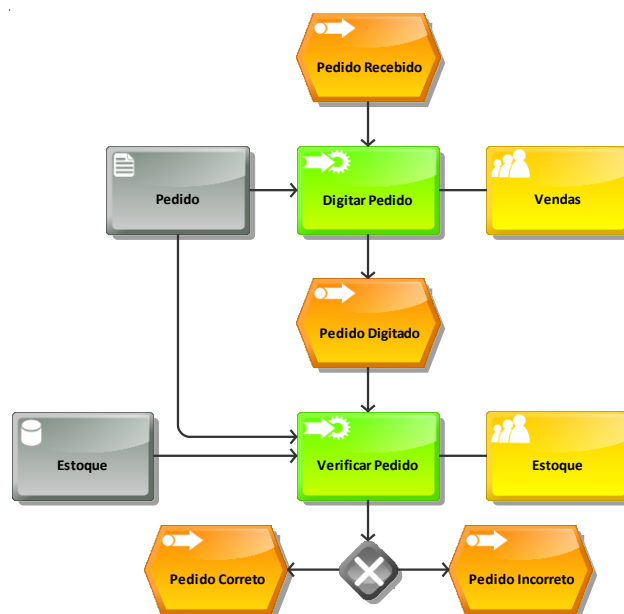 Pedido Recebido
Pedido
Digitar Pedido
Vendas
Pedido Digitado
Estoque
Verificar Pedido
Estoque
Pedido Correto
Pedido Incorreto